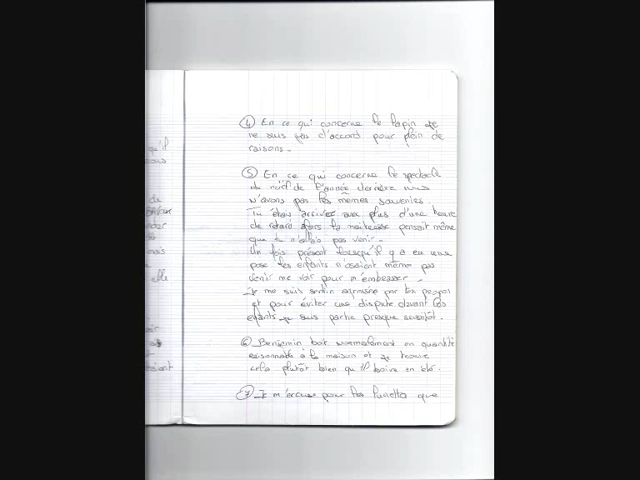 qu'il
④ En ce qui concerne le lapin je
ne suis pas d'accord pour plein de
raisons.
⑤ En ce qui concerne le spectacle
de noël de l'année dernière nous
n'avons pas les mêmes souvenirs.
Tu étais arrivée avec plus d'une heure
de retard alors la maîtresse pensait même
que tu n'allais pas venir.
Un fois présent lorsqu'il y a eu une
pose les enfants n'osaient même pas
venir me voir pour m'embrasser.
Je me suis sentie agressée par tes propos
et pour éviter une dispute devant les
enfants je suis partie presque aussitôt.
⑥ Benjamin boit normalement en quantité
raisonnable à la maison et je trouve
cela plutôt bien qu'il boive en été.
⑦ Je m'excuse pour les lunettes que
elle